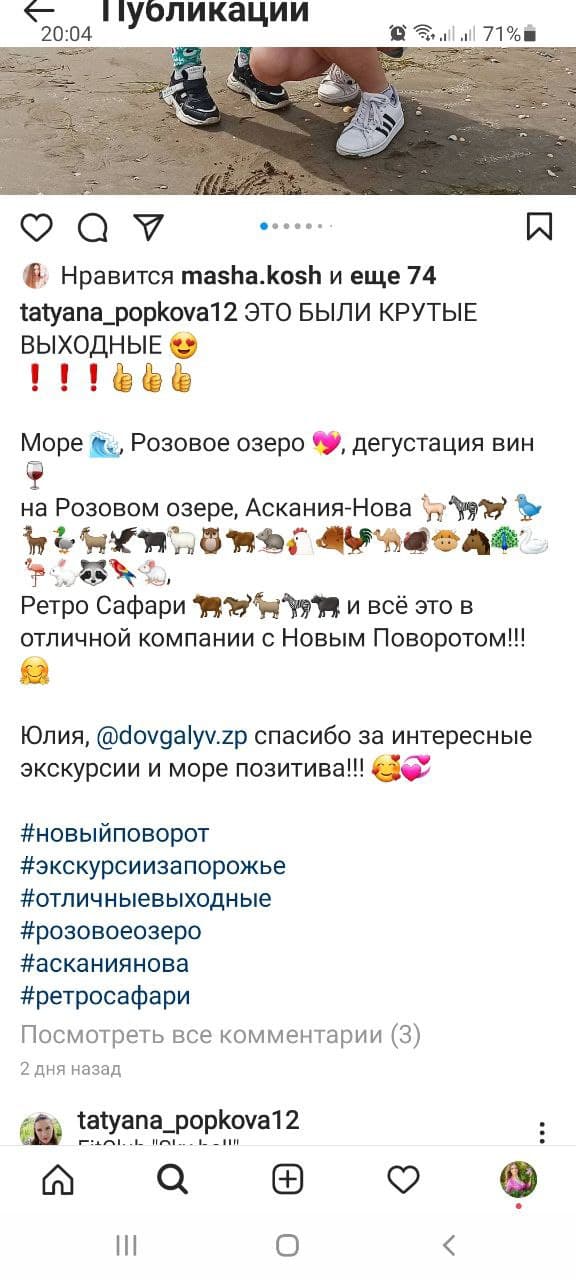 Публикации
20:04 71%
Нравится masha.kosh и еще 74
tatyana_popkova12 ЭТО БЫЛИ КРУТЫЕ
ВЫХОДНЫЕ 😍
❗❗❗👍👍👍
Море 🌊, Розовое озеро 💖, дегустация вин
🍷
на Розовом озере, Аскания-Нова 🦙🦓🐎🐦
🦌🦆🐐🦅🐃🐏🦉🐂🐀🐔🐗🐓🐪🦃🐮🐴🦚🦢
🦩🐇🦝🦜🐁,
Ретро Сафари 🐂🐎🐐🦓🐃 и всё это в
отличной компании с Новым Поворотом!!!
🤗
Юлия, @dovgalyv.zp спасибо за интересные
экскурсии и море позитива!!! 🥰💞
#новыйповорот
#экскурсиизапорожье
#отличныевыходные
#розовоеозеро
#асканиянова
#ретросафари
Посмотреть все комментарии (3)
2 дня назад
tatyana_popkova12